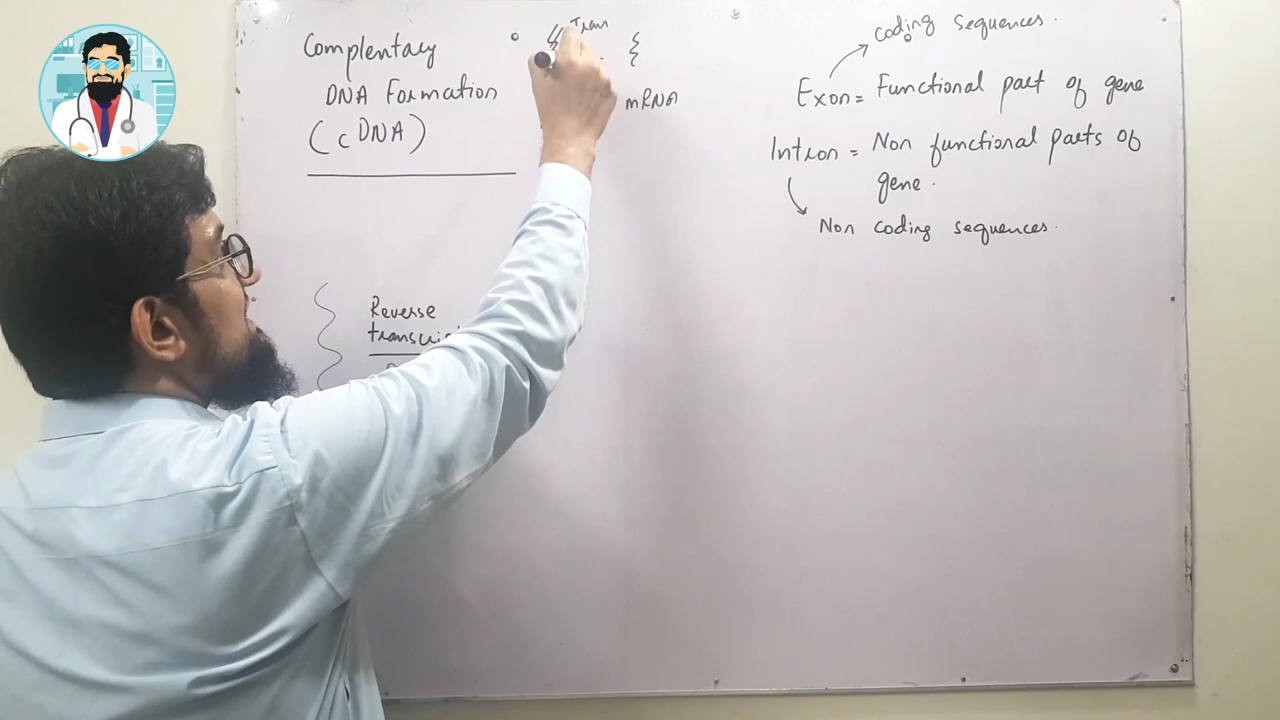 Complentary
DNA Formation
(cDNA)
Tran
mRNA
Reverse
coding sequences.
Exon = Functional part of gene
Intron = Non functional parts of
gene.
Non coding sequences.